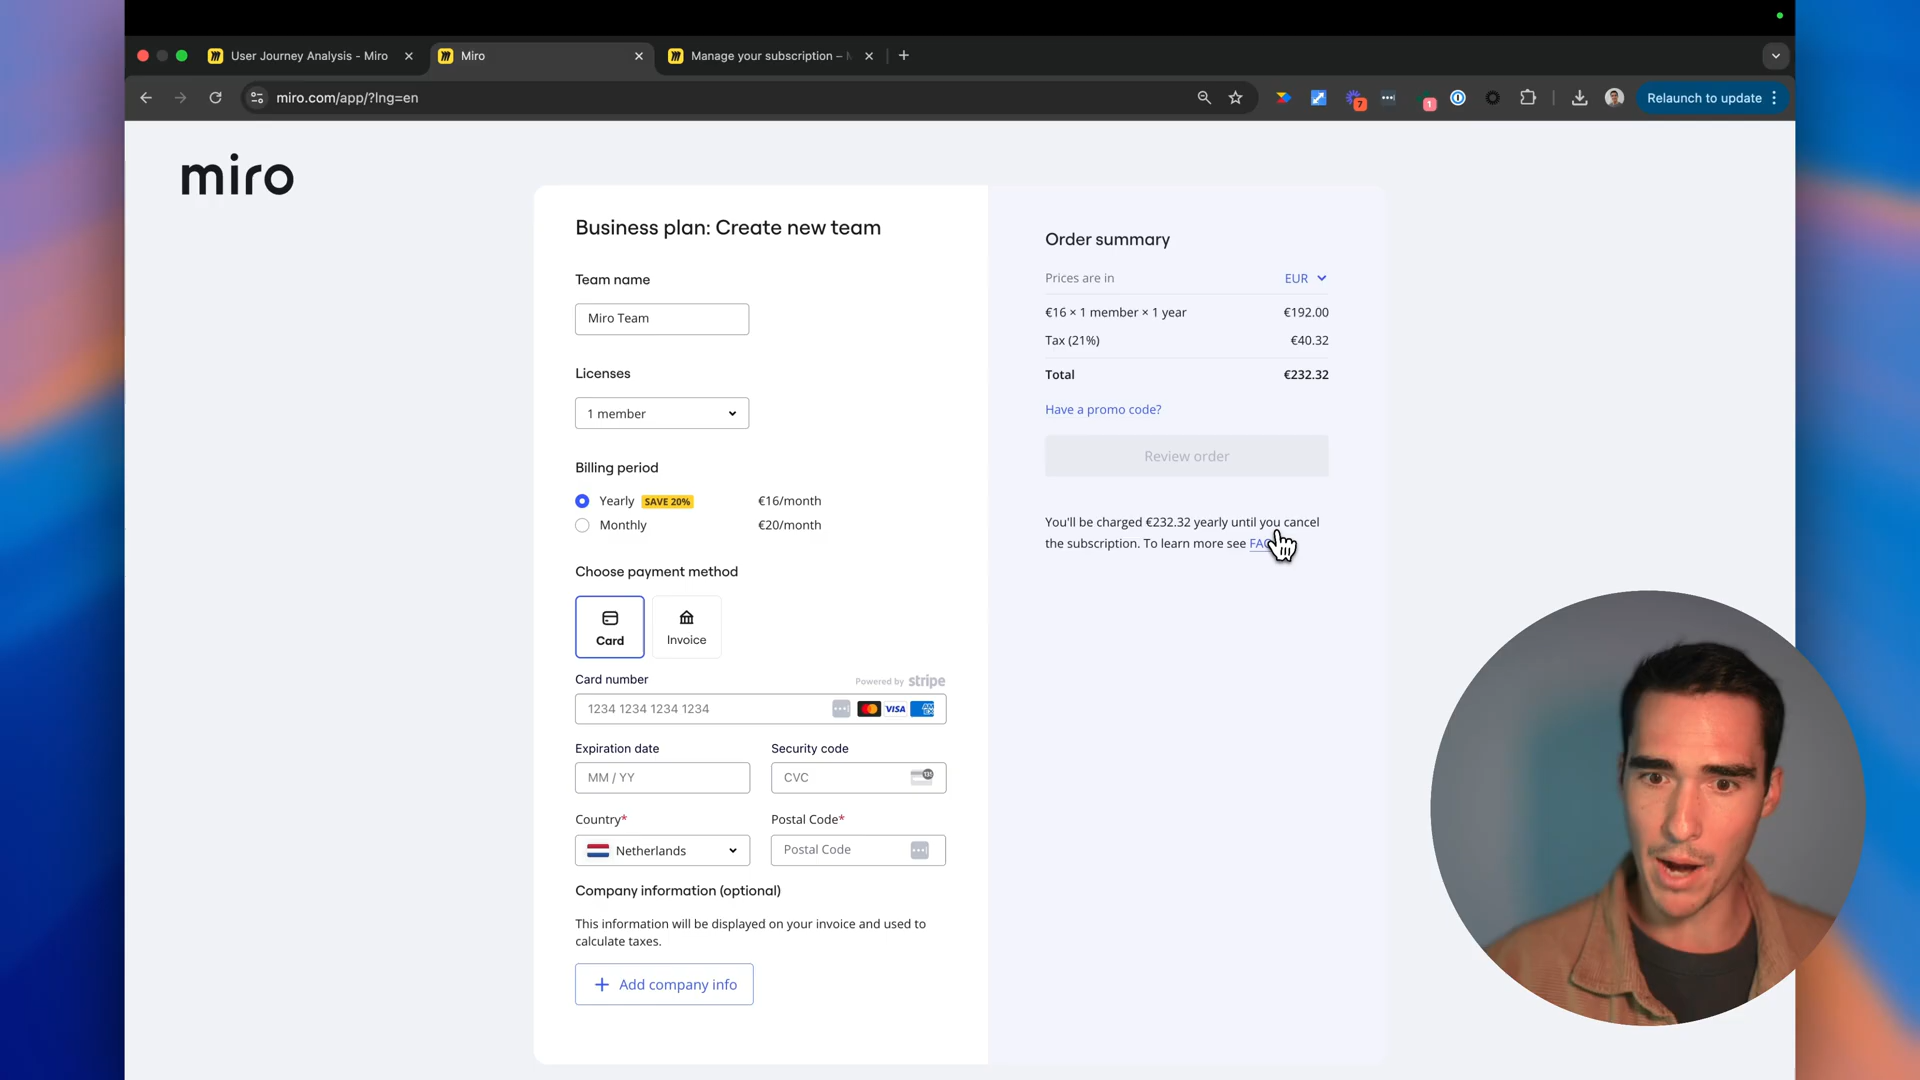 User Journey Analysis - Miro
Miro
Manage your subscription –
miro.com/app/?lng=en
7
1
Relaunch to update
miro
Business plan: Create new team
Team name
Miro Team
Licenses
1 member
Billing period
Yearly SAVE 20% €16/month
Monthly €20/month
Choose payment method
Card
Invoice
Card number
Powered by stripe
1234 1234 1234 1234
VISA
AMEX
Expiration date
Security code
MM / YY
CVC
Country*
Postal Code*
Netherlands
Postal Code
Company information (optional)
This information will be displayed on your invoice and used to
calculate taxes.
+ Add company info
Order summary
Prices are in EUR
€16 × 1 member × 1 year €192.00
Tax (21%) €40.32
Total €232.32
Have a promo code?
Review order
You'll be charged €232.32 yearly until you cancel
the subscription. To learn more see